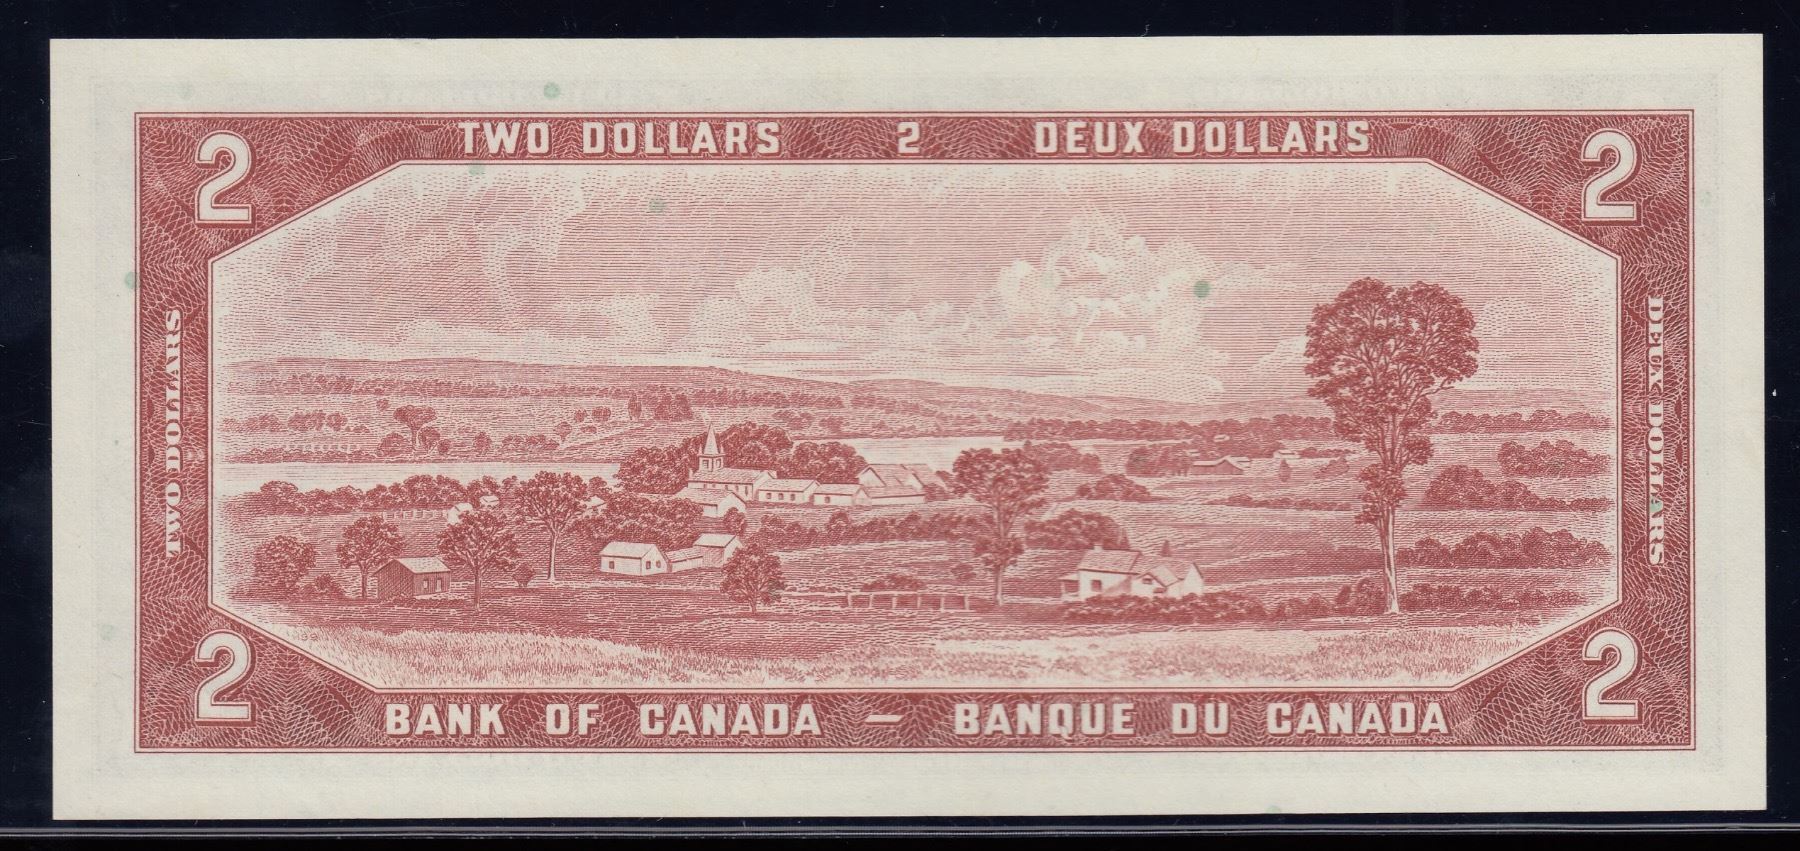 2 TWO DOLLARS 2 DEUX DOLLARS 2
TWO DOLLARS
DEUX DOLLARS
2 BANK OF CANADA — BANQUE DU CANADA 2